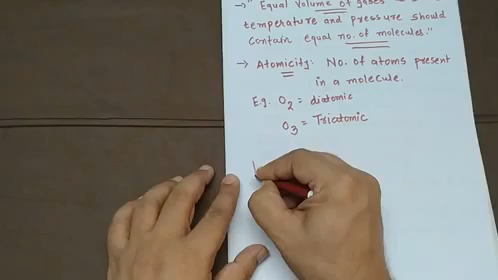 →" Equal Volume of gases
temperature and pressure should
contain equal no. of molecules."
→ Atomicity: No. of atoms present
in a molecule.
E.g. O2 = diatomic
O3 = Triatomic